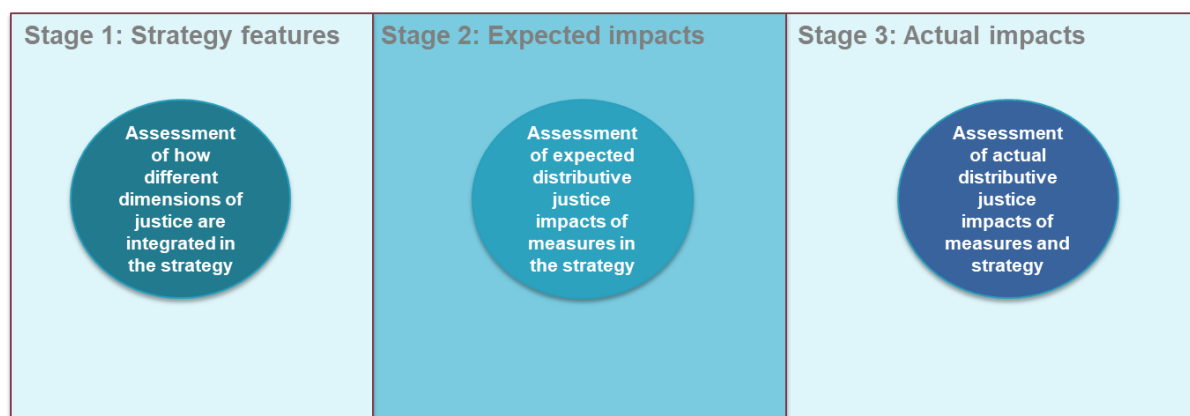 Stage 1: Strategy features
Assessment
of how
different
dimensions of
justice are
integrated in
the strategy
Stage 2: Expected impacts
Assessment
of expected
distributive
justice
impacts of
measures in
the strategy
Stage 3: Actual impacts
Assessment
of actual
distributive
justice
impacts of
measures and
strategy